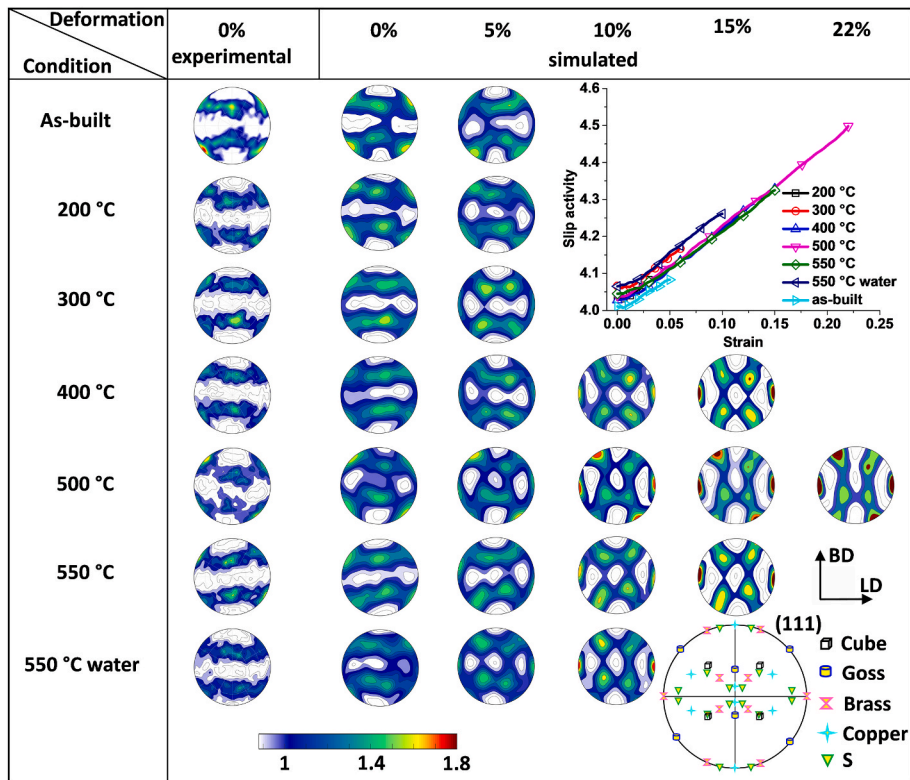 Deformation
Condition
0%
experimental
0% 5% 10% 15% 22%
simulated
As-built
200 °C
300 °C
400 °C
500 °C
550 °C
550 °C water
4.6
4.5
4.4
4.3
4.2
4.1
4.0
Slip activity
200 °C
300 °C
400 °C
500 °C
550 °C
550 °C water
as-built
0.00 0.05 0.10 0.15 0.20 0.25
Strain
BD
LD
(111)
Cube
Goss
Brass
Copper
S
1 1.4 1.8